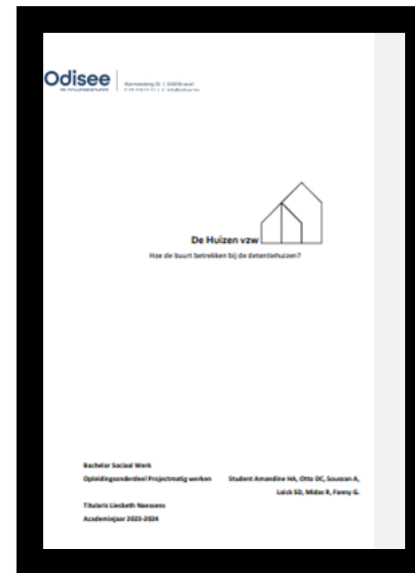 Odisee
De Huizen vzw
Hoe de buurt betrekken bij de detentiehuizen?
Bachelor Sociaal Werk
Opleidingsonderdeel Projectmatig werken Student Amandine HA, Otto DC, Soussan A,
Loïck SD, Midas R, Fanny G.
Titularis Liesbeth Naessens
Academiejaar 2023-2024